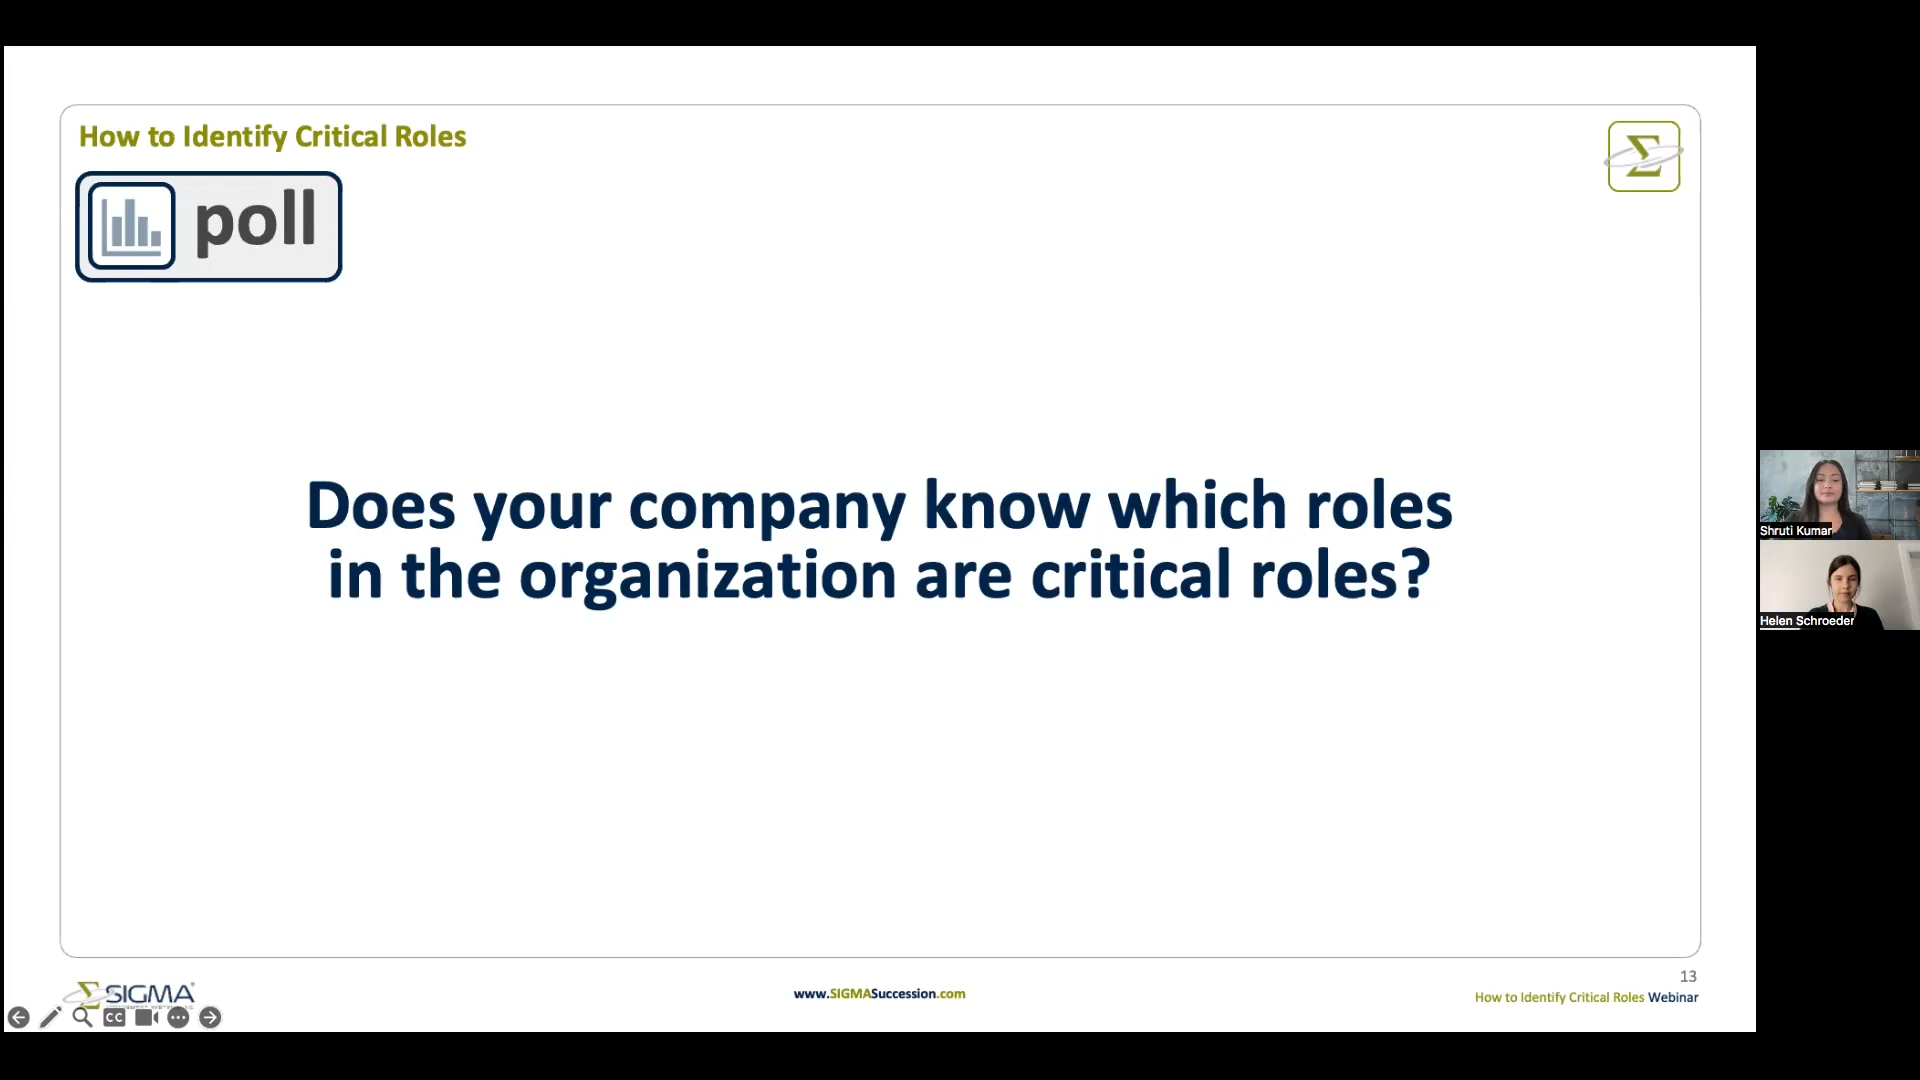 How to Identify Critical Roles
poll
Does your company know which roles
in the organization are critical roles?
Shruti Kumar
Helen Schroeder
SIGMA
www.SIGMASuccession.com
13
How to Identify Critical Roles Webinar
CC